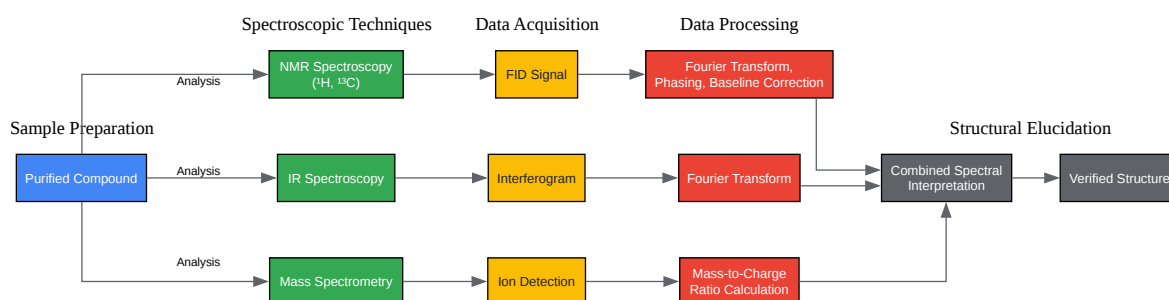 Spectroscopic Techniques
Data Acquisition
Data Processing
NMR Spectroscopy
(¹H, ¹³C)
FID Signal
Fourier Transform,
Phasing, Baseline Correction
Analysis
Sample Preparation
Structural Elucidation
Purified Compound
Analysis
IR Spectroscopy
Interferogram
Fourier Transform
Combined Spectral
Interpretation
Verified Structure
Analysis
Mass Spectrometry
Ion Detection
Mass-to-Charge
Ratio Calculation